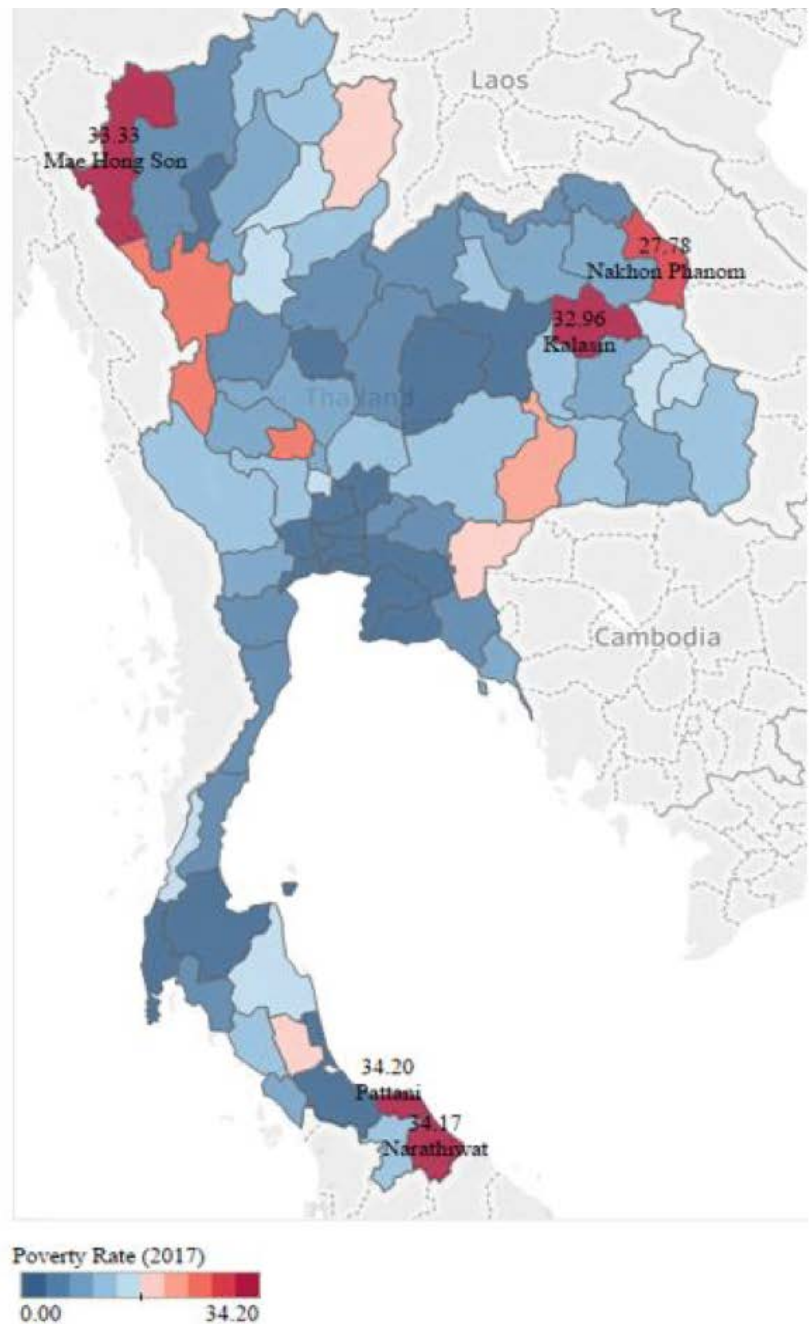 Laos
33.33
Mae Hong Son
27.78
Nakhon Phanom
32.96
Kalasin
Thailand
Cambodia
34.20
Pattani
34.17
Narathiwat
Poverty Rate (2017)
0.00 34.20